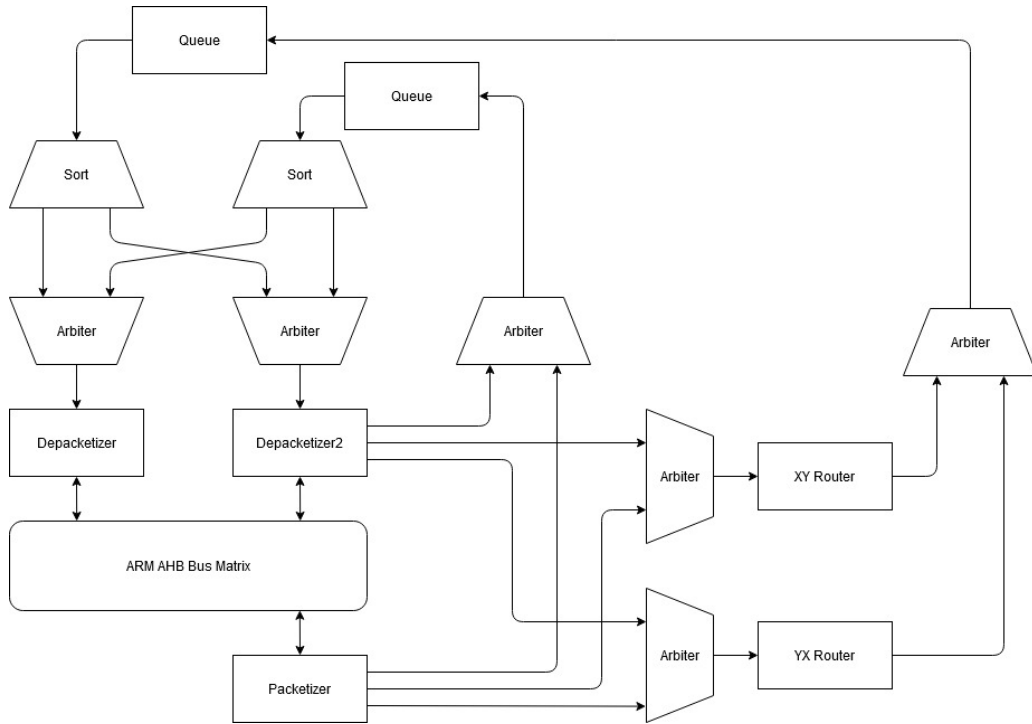 Queue
Queue
Sort
Sort
Arbiter
Arbiter
Arbiter
Arbiter
Depacketizer
Depacketizer2
Arbiter
XY Router
ARM AHB Bus Matrix
Arbiter
YX Router
Packetizer